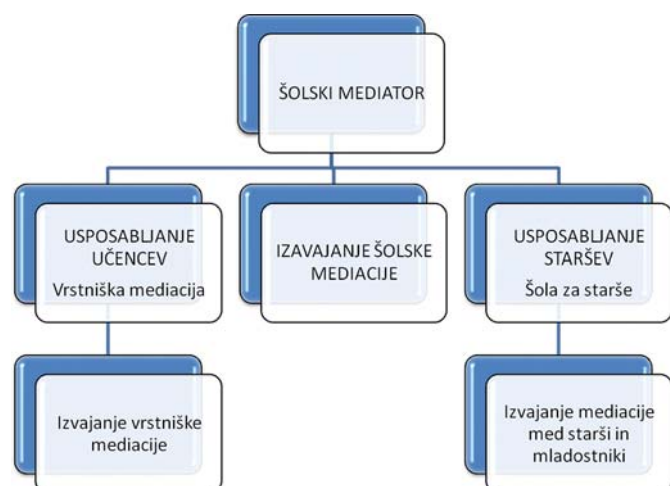 ŠOLSKI MEDIATOR
USPOSABLJANJE
UČENCEV
Vrstniška mediacija
IZAVAJANJE ŠOLSKE
MEDIACIJE
USPOSABLJANJE
STARŠEV
Šola za starše
Izvajanje vrstniške
mediacije
Izvajanje mediacije
med starši in
mladostniki